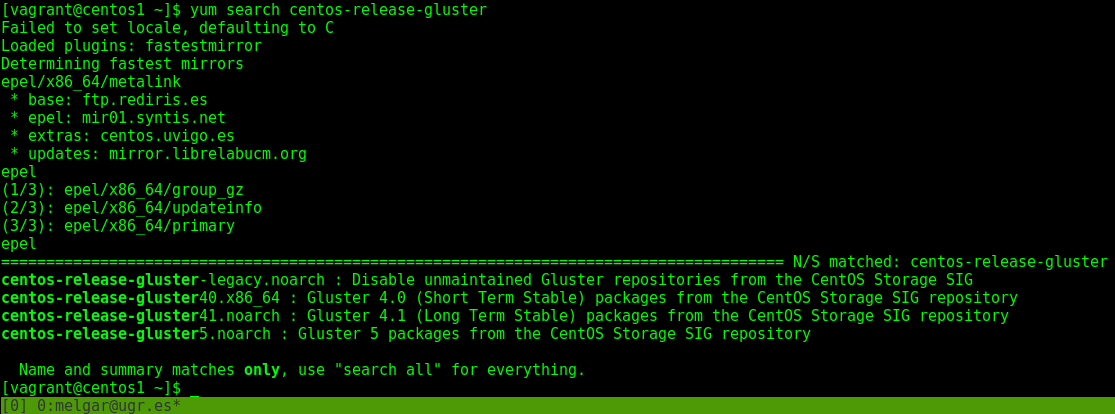 [vagrant@centos1 ~]$ yum search centos-release-gluster
Failed to set locale, defaulting to C
Loaded plugins: fastestmirror
Determining fastest mirrors
epel/x86_64/metalink
 * base: ftp.rediris.es
 * epel: mir01.syntis.net
 * extras: centos.uvigo.es
 * updates: mirror.librelabucm.org
epel
(1/3): epel/x86_64/group_gz
(2/3): epel/x86_64/updateinfo
(3/3): epel/x86_64/primary
epel
======================================================================================= N/S matched: centos-release-gluster
centos-release-gluster-legacy.noarch : Disable unmaintained Gluster repositories from the CentOS Storage SIG
centos-release-gluster40.x86_64 : Gluster 4.0 (Short Term Stable) packages from the CentOS Storage SIG repository
centos-release-gluster41.noarch : Gluster 4.1 (Long Term Stable) packages from the CentOS Storage SIG repository
centos-release-gluster5.noarch : Gluster 5 packages from the CentOS Storage SIG repository

  Name and summary matches only, use "search all" for everything.
[vagrant@centos1 ~]$ _
[0] 0:melgar@ugr.es*